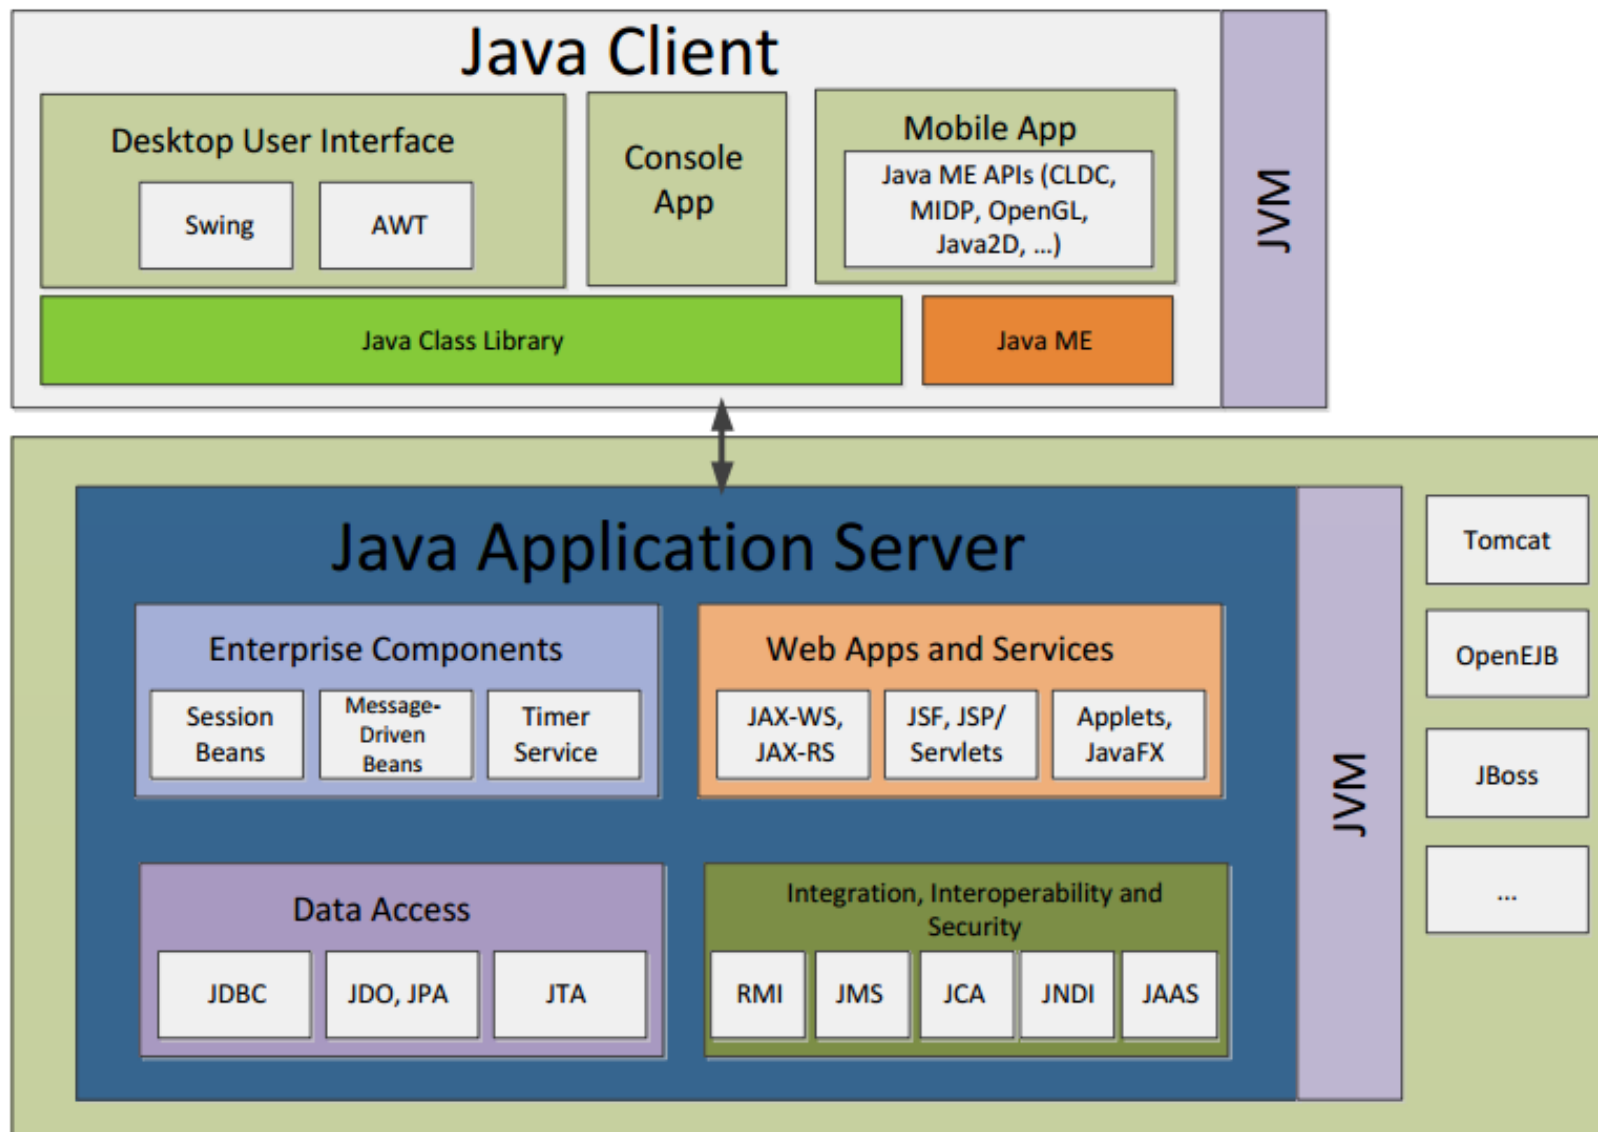 Java Client
JVM
Desktop User Interface
Swing
AWT
Console
App
Mobile App
Java ME APIs (CLDC,
MIDP, OpenGL,
Java2D, ...)
Java Class Library
Java ME
Java Application Server
JVM
Enterprise Components
Session
Beans
Message-
Driven
Beans
Timer
Service
Web Apps and Services
JAX-WS,
JAX-RS
JSF, JSP/
Servlets
Applets,
JavaFX
Data Access
JDBC
JDO, JPA
JTA
Integration, Interoperability and
Security
RMI
JMS
JCA
JNDI
JAAS
Tomcat
OpenEJB
JBoss
...